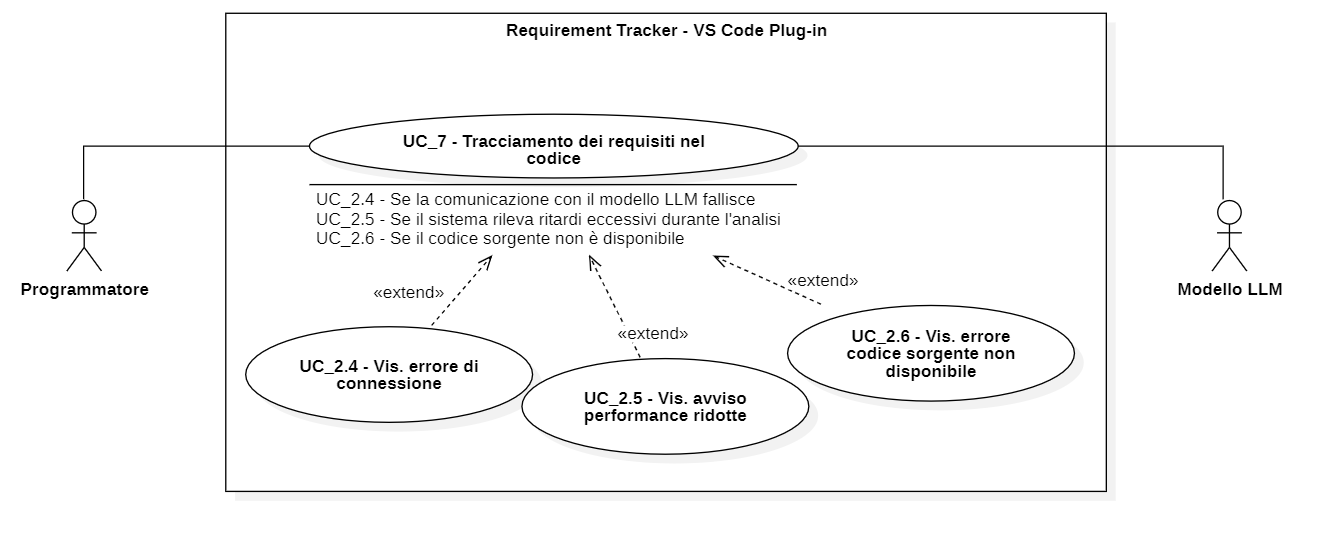 Requirement Tracker - VS Code Plug-in
UC_7 - Tracciamento dei requisiti nel
codice
UC_2.4 - Se la comunicazione con il modello LLM fallisce
UC_2.5 - Se il sistema rileva ritardi eccessivi durante l'analisi
UC_2.6 - Se il codice sorgente non è disponibile
Programmatore
Modello LLM
«extend»
«extend»
«extend»
UC_2.4 - Vis. errore di
connessione
UC_2.5 - Vis. avviso
performance ridotte
UC_2.6 - Vis. errore
codice sorgente non
disponibile